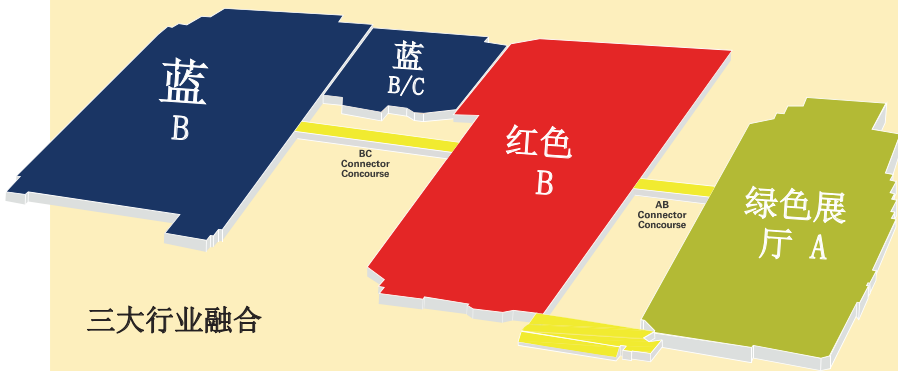 蓝
B
蓝
B/C
BC
Connector
Concourse
红色
B
AB
Connector
Concourse
绿色展
厅 A
三大行业融合